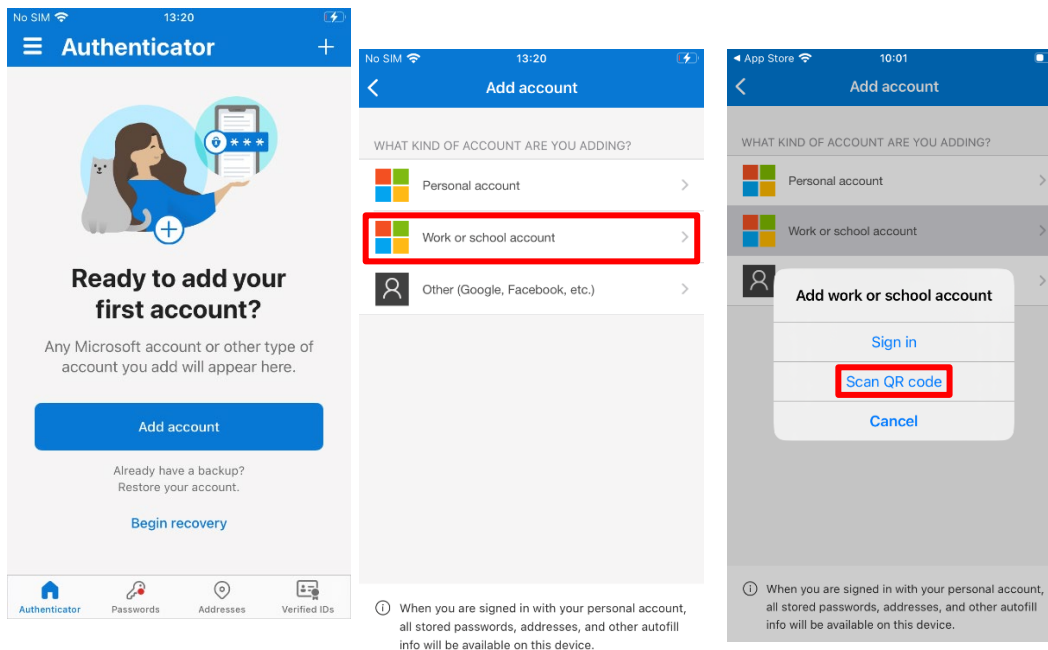 No SIM 13:20
Authenticator
***
Ready to add your
first account?
Any Microsoft account or other type of
account you add will appear here.
Add account
Already have a backup?
Restore your account.
Begin recovery
Authenticator Passwords Addresses Verified IDs
No SIM 13:20
Add account
WHAT KIND OF ACCOUNT ARE YOU ADDING?
Personal account
Work or school account
Other (Google, Facebook, etc.)
When you are signed in with your personal account,
all stored passwords, addresses, and other autofill
info will be available on this device.
App Store 10:01
Add account
WHAT KIND OF ACCOUNT ARE YOU ADDING?
Personal account
Work or school account
Add work or school account
Sign in
Scan QR code
Cancel
When you are signed in with your personal account,
all stored passwords, addresses, and other autofill
info will be available on this device.